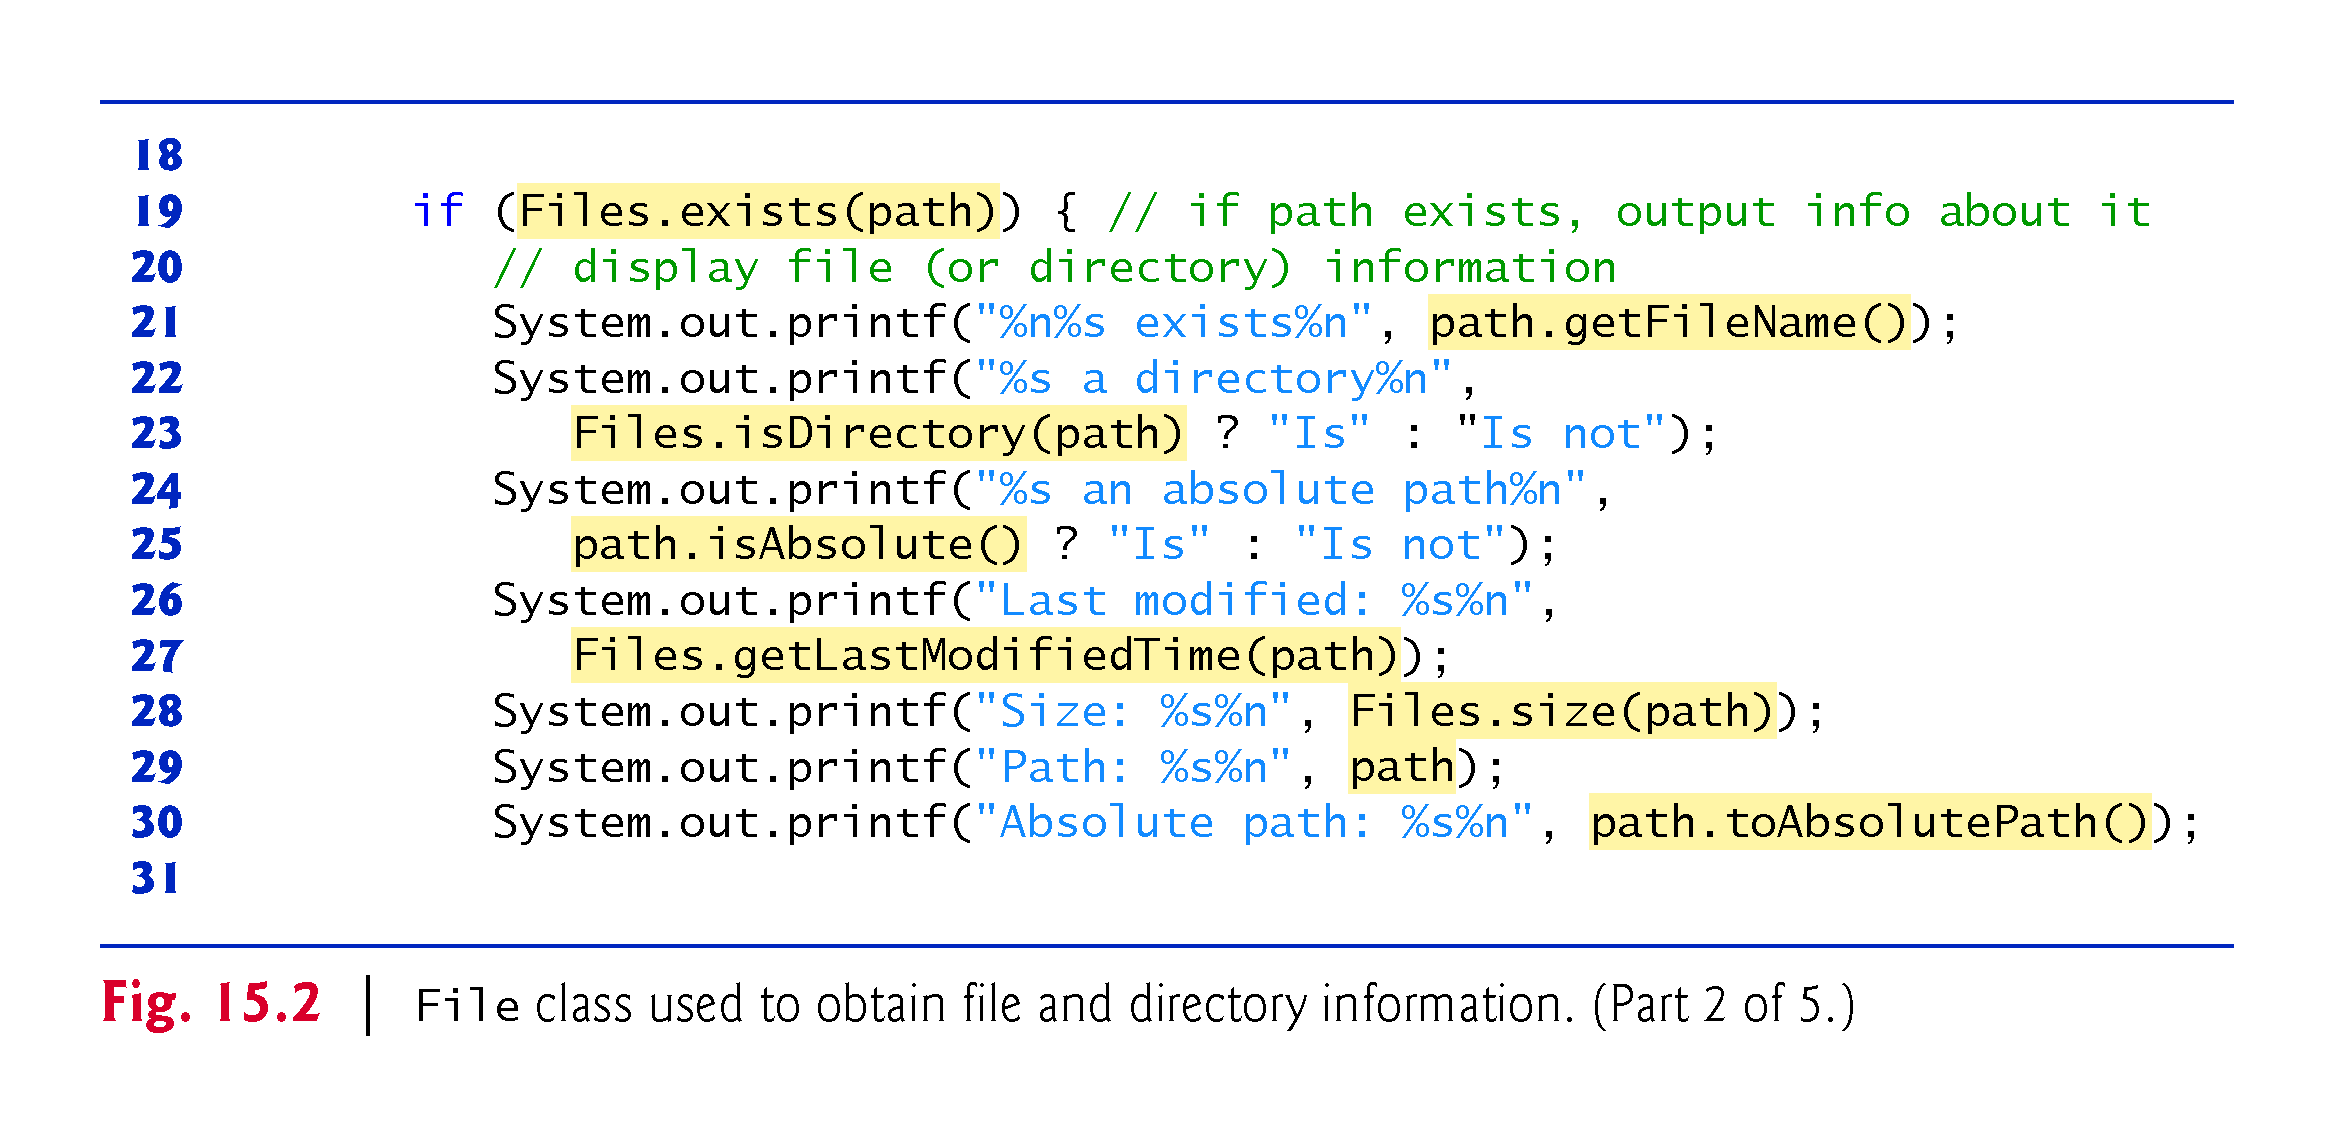 18
19 if (Files.exists(path)) { // if path exists, output info about it
20 // display file (or directory) information
21 System.out.printf("%n%s exists%n", path.getFileName());
22 System.out.printf("%s a directory%n",
23 Files.isDirectory(path) ? "Is" : "Is not");
24 System.out.printf("%s an absolute path%n",
25 path.isAbsolute() ? "Is" : "Is not");
26 System.out.printf("Last modified: %s%n",
27 Files.getLastModifiedTime(path));
28 System.out.printf("Size: %s%n", Files.size(path));
29 System.out.printf("Path: %s%n", path);
30 System.out.printf("Absolute path: %s%n", path.toAbsolutePath());
31
Fig. 15.2 | File class used to obtain file and directory information. (Part 2 of 5.)